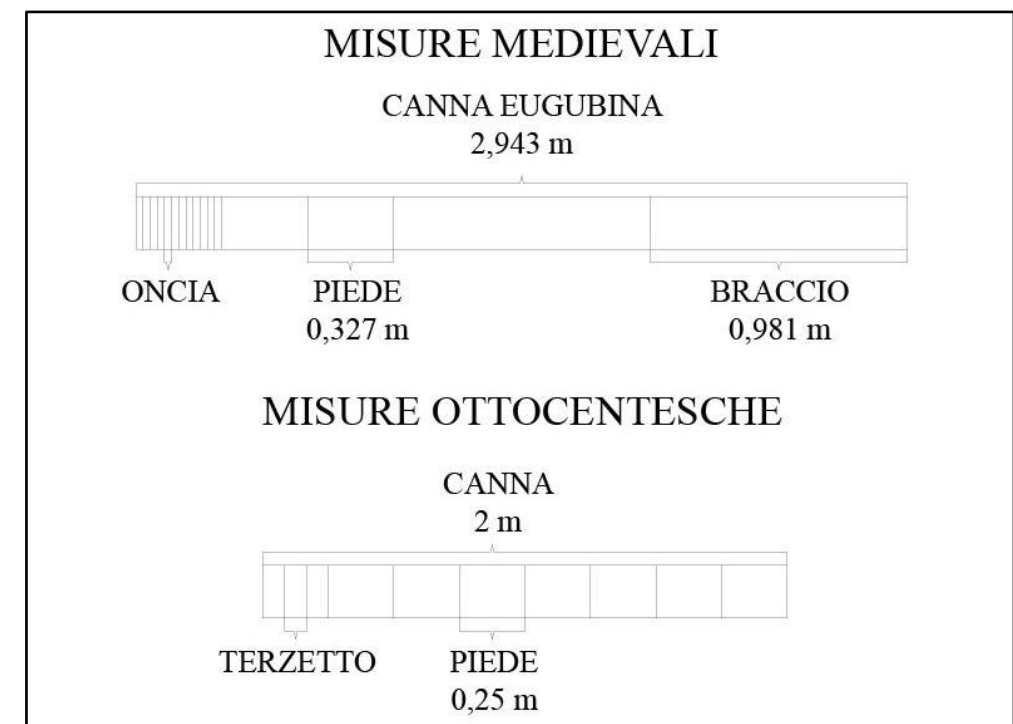 MISURE MEDIEVALI
CANNA EUGUBINA
2,943 m
ONCIA
PIEDE
0,327 m
BRACCIO
0,981 m
MISURE OTTOCENTESCHE
CANNA
2 m
TERZETTO
PIEDE
0,25 m